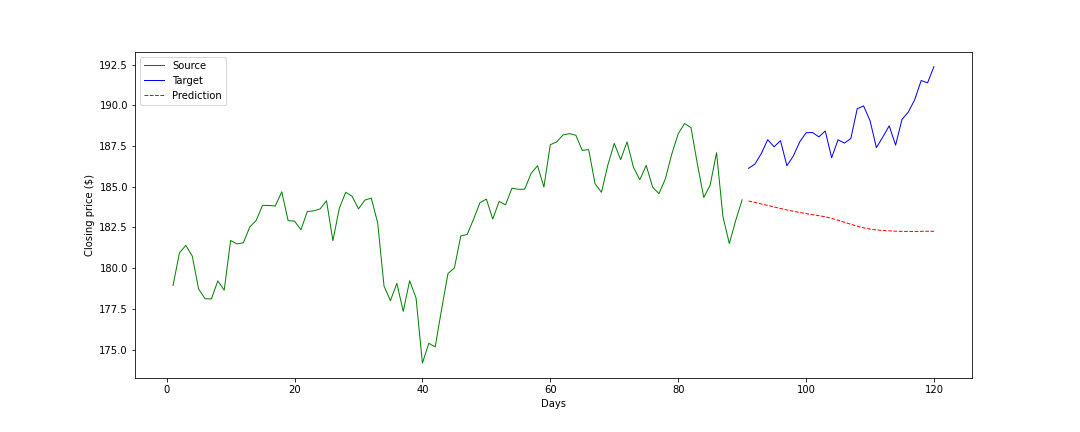 Source
Target
Prediction
192.5
190.0
187.5
185.0
182.5
180.0
177.5
175.0
Closing price ($)
0 20 40 60 80 100 120
Days